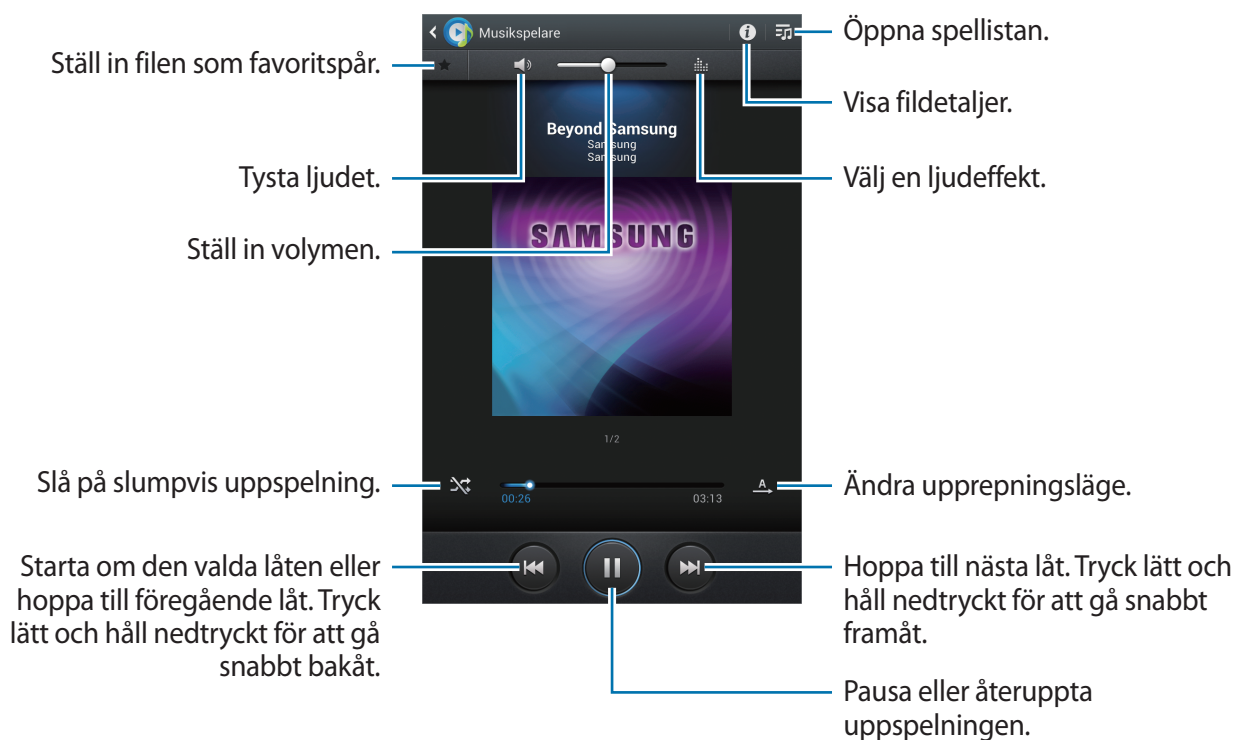 Musikspelare
Öppna spellistan.
Ställ in filen som favoritspår.
Visa fildetaljer.
Beyond Samsung
Samsung
Samsung
Tysta ljudet.
Välj en ljudeffekt.
Ställ in volymen.
SAMSUNG
1/2
Slå på slumpvis uppspelning.
00:26
03:13
A
Ändra upprepningsläge.
Starta om den valda låten eller
hoppa till föregående låt. Tryck
lätt och håll nedtryckt för att gå
snabbt bakåt.
Hoppa till nästa låt. Tryck lätt och
håll nedtryckt för att gå snabbt
framåt.
Pausa eller återuppta
uppspelningen.